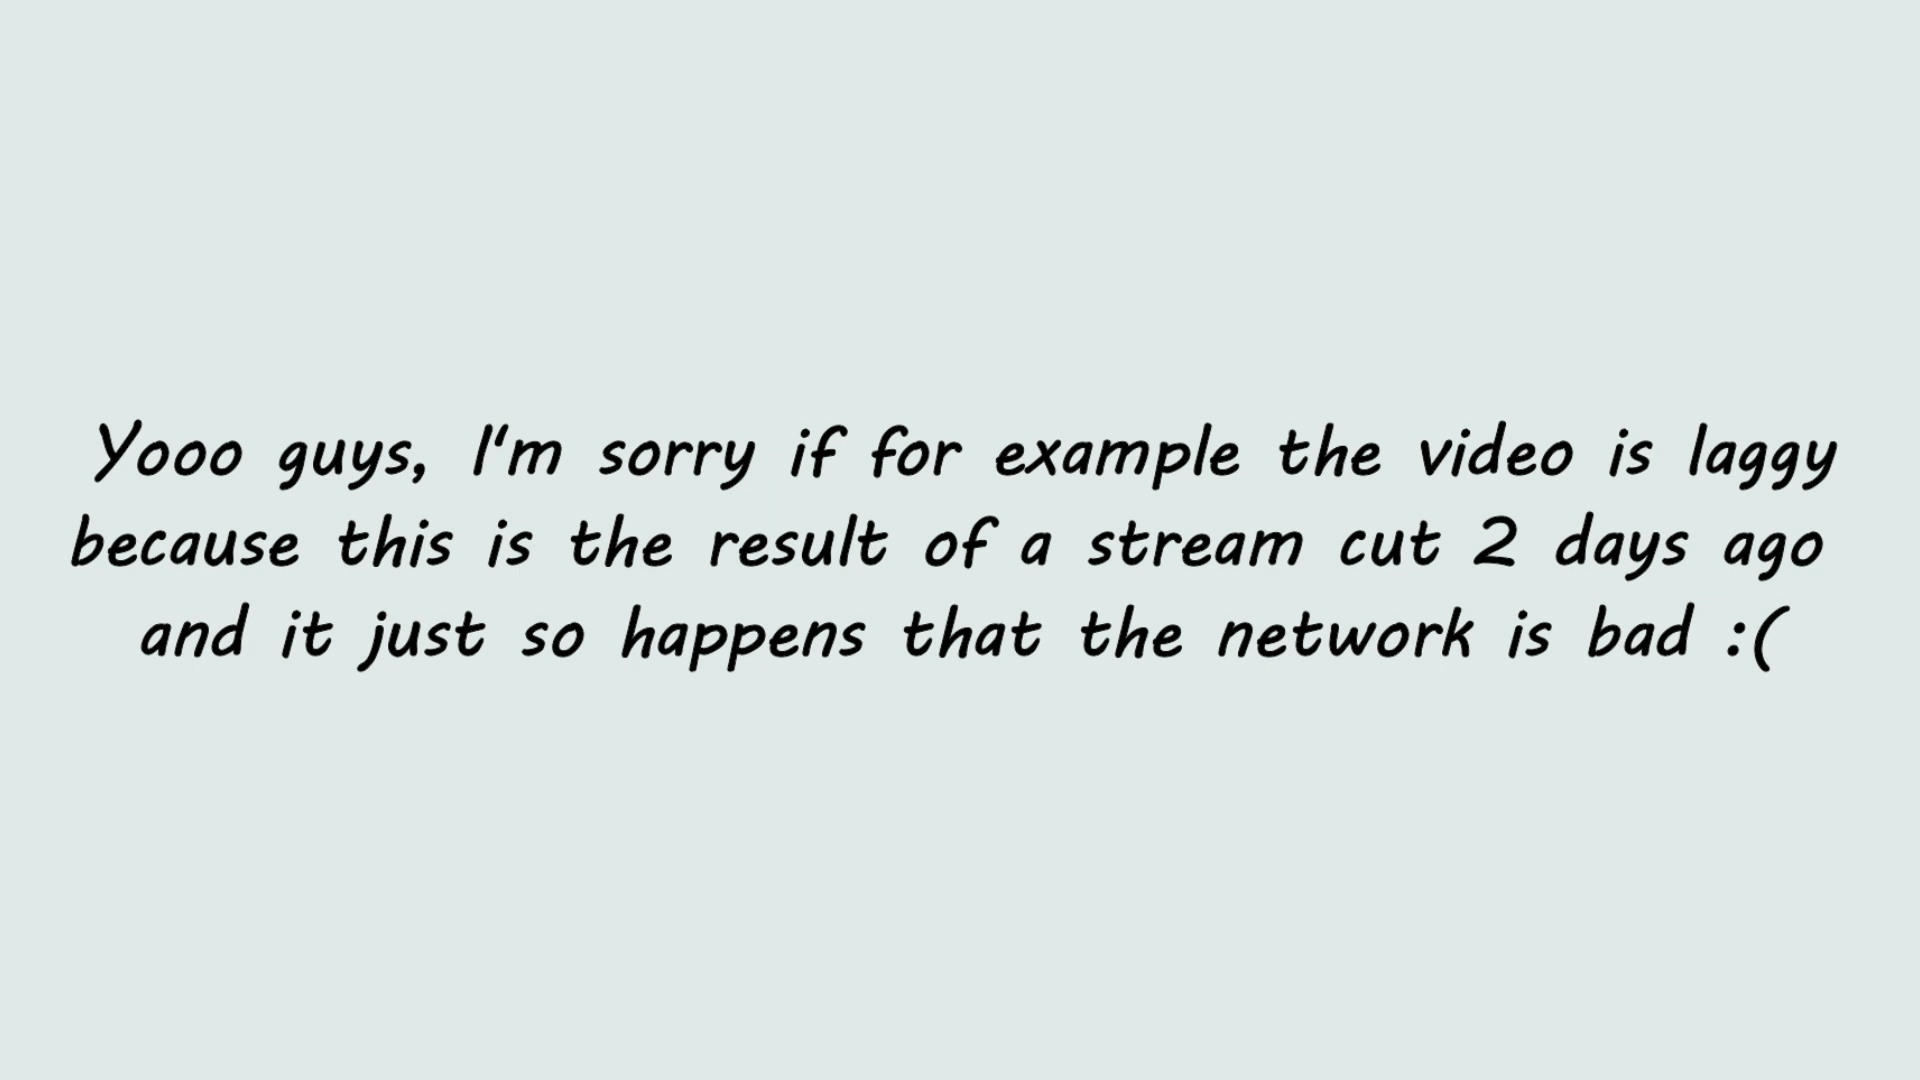 Yooo guys, I'm sorry if for example the video is laggy
because this is the result of a stream cut 2 days ago
and it just so happens that the network is bad :(